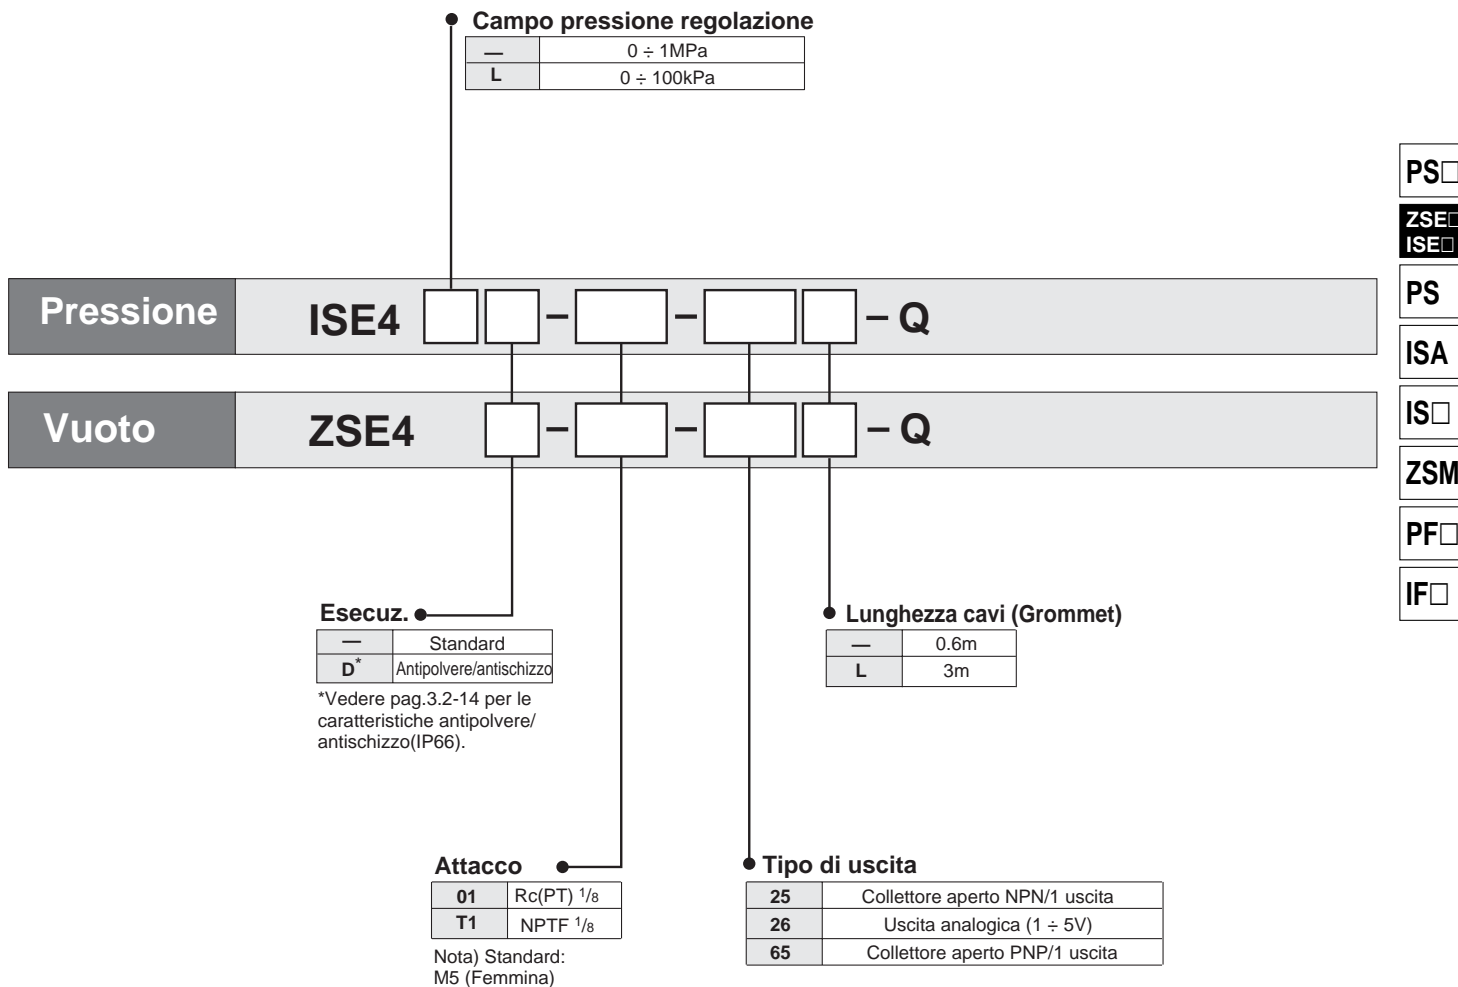 Campo pressione regolazione
— 0 ÷ 1MPa
L 0 ÷ 100kPa
PS□
ZSE□
ISE□
PS
ISA
IS□
ZSM
PF□
IF□
Pressione ISE4 □ □ – □ – □ □ – Q
Vuoto ZSE4 □ – □ – □ □ – Q
Esecuz.
— Standard
D* Antipolvere/antischizzo
*Vedere pag.3.2-14 per le
caratteristiche antipolvere/
antischizzo(IP66).
Lunghezza cavi (Grommet)
— 0.6m
L 3m
Attacco
01 Rc(PT) 1/8
T1 NPTF 1/8
Nota) Standard:
M5 (Femmina)
Tipo di uscita
25 Collettore aperto NPN/1 uscita
26 Uscita analogica (1 ÷ 5V)
65 Collettore aperto PNP/1 uscita